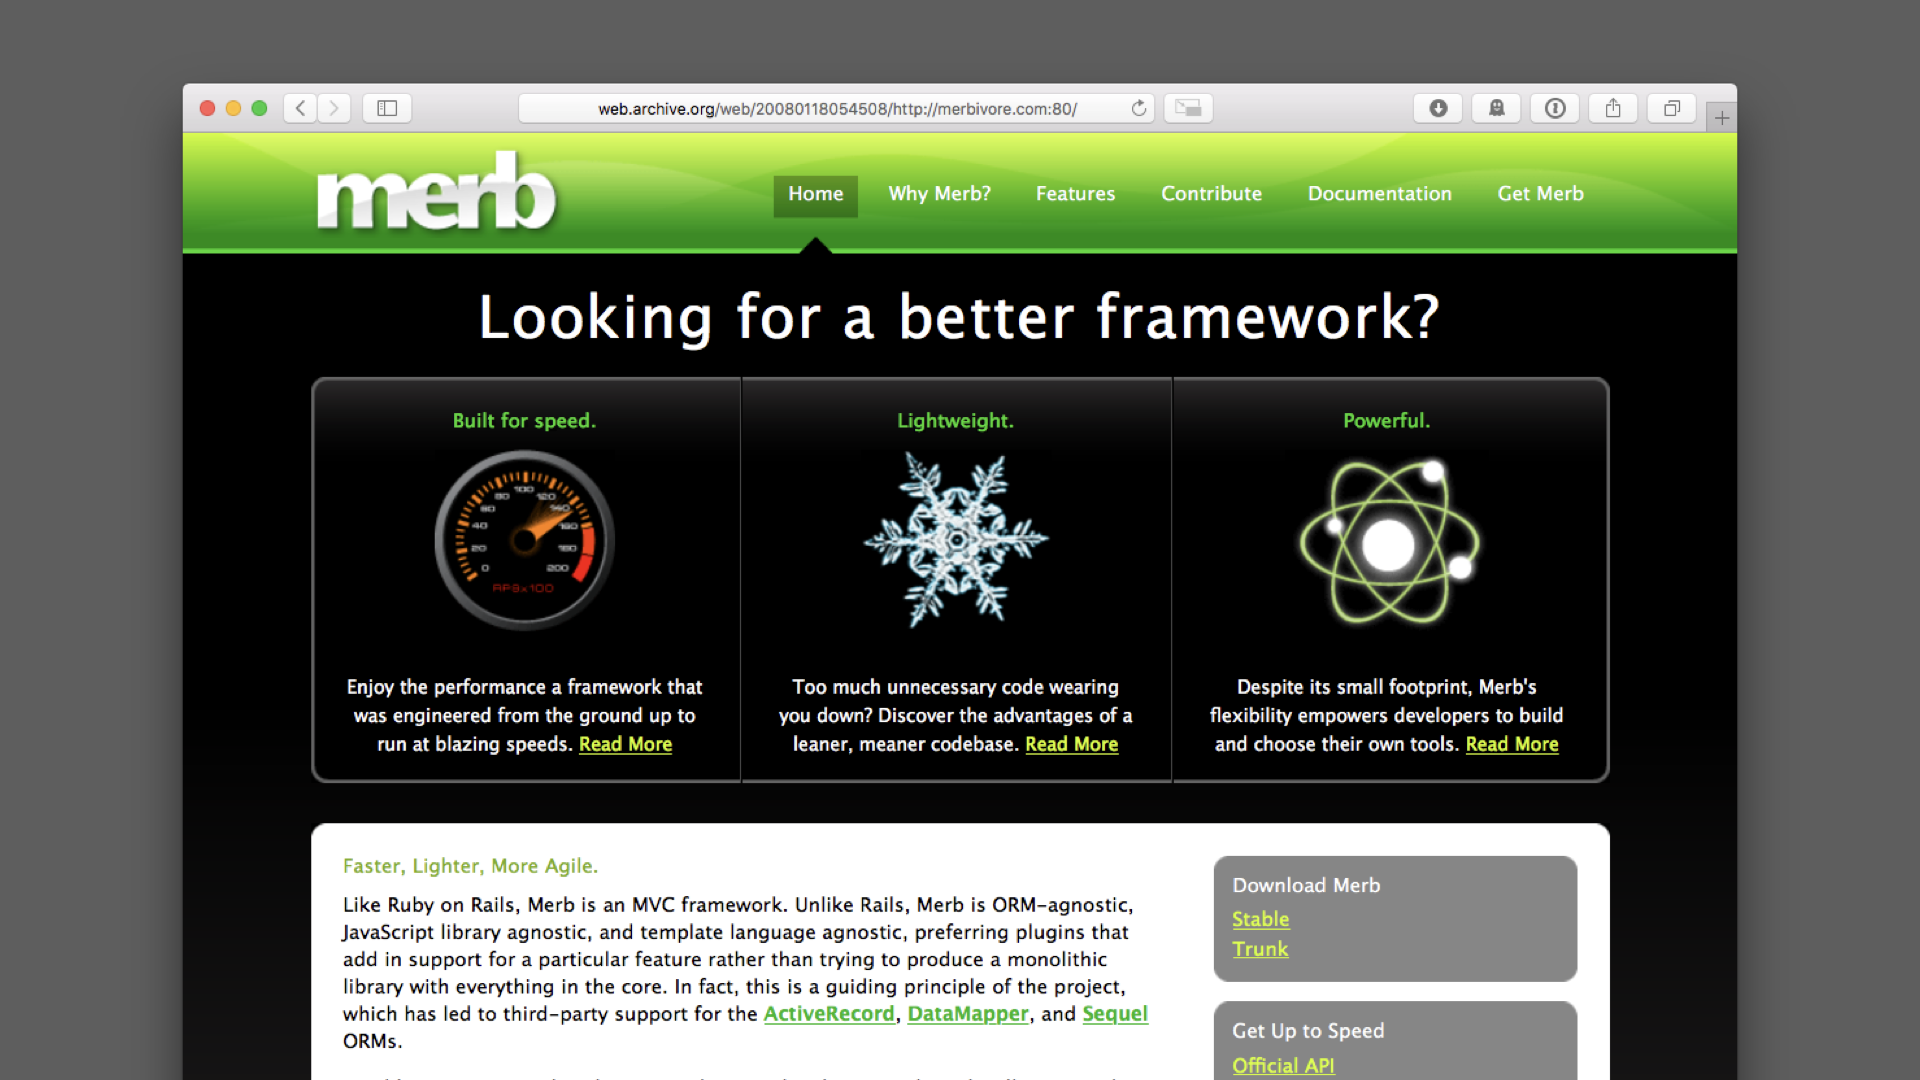 web.archive.org/web/20080118054508/http://merbivore.com:80/
merb
Home Why Merb? Features Contribute Documentation Get Merb
Looking for a better framework?
Built for speed.
Lightweight.
Powerful.
0 20 40 60 80 100 120 140 160 180 200
Enjoy the performance a framework that
was engineered from the ground up to
run at blazing speeds. Read More
Too much unnecessary code wearing
you down? Discover the advantages of a
leaner, meaner codebase. Read More
Despite its small footprint, Merb's
flexibility empowers developers to build
and choose their own tools. Read More
Faster, Lighter, More Agile.
Like Ruby on Rails, Merb is an MVC framework. Unlike Rails, Merb is ORM-agnostic,
JavaScript library agnostic, and template language agnostic, preferring plugins that
add in support for a particular feature rather than trying to produce a monolithic
library with everything in the core. In fact, this is a guiding principle of the project,
which has led to third-party support for the ActiveRecord, DataMapper, and Sequel
ORMs.
Download Merb
Stable
Trunk
Get Up to Speed
Official API